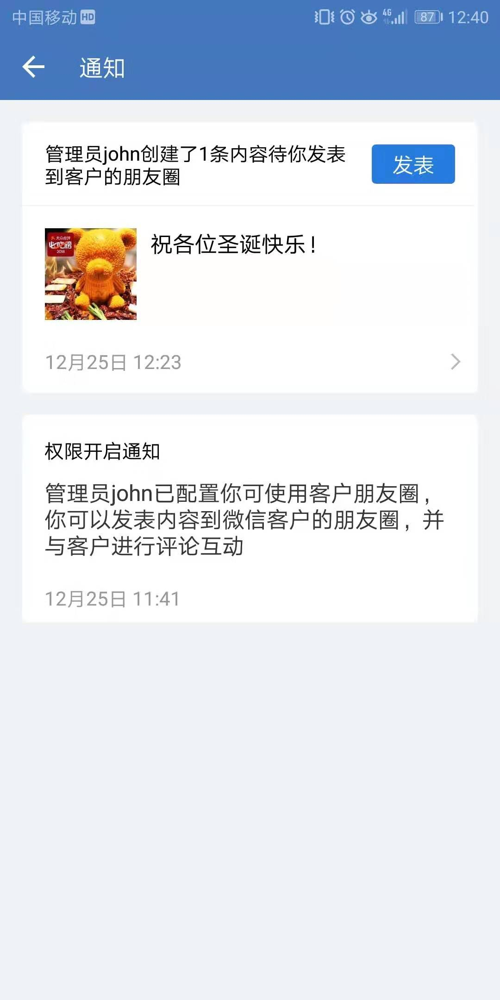 中国移动 HD 4G 87 12:40
通知
管理员john创建了1条内容待你发表
到客户的朋友圈
发表
大众点评
必吃榜
2018
祝各位圣诞快乐！
12月25日 12:23
权限开启通知
管理员john已配置你可使用客户朋友圈，
你可以发表内容到微信客户的朋友圈，并
与客户进行评论互动
12月25日 11:41